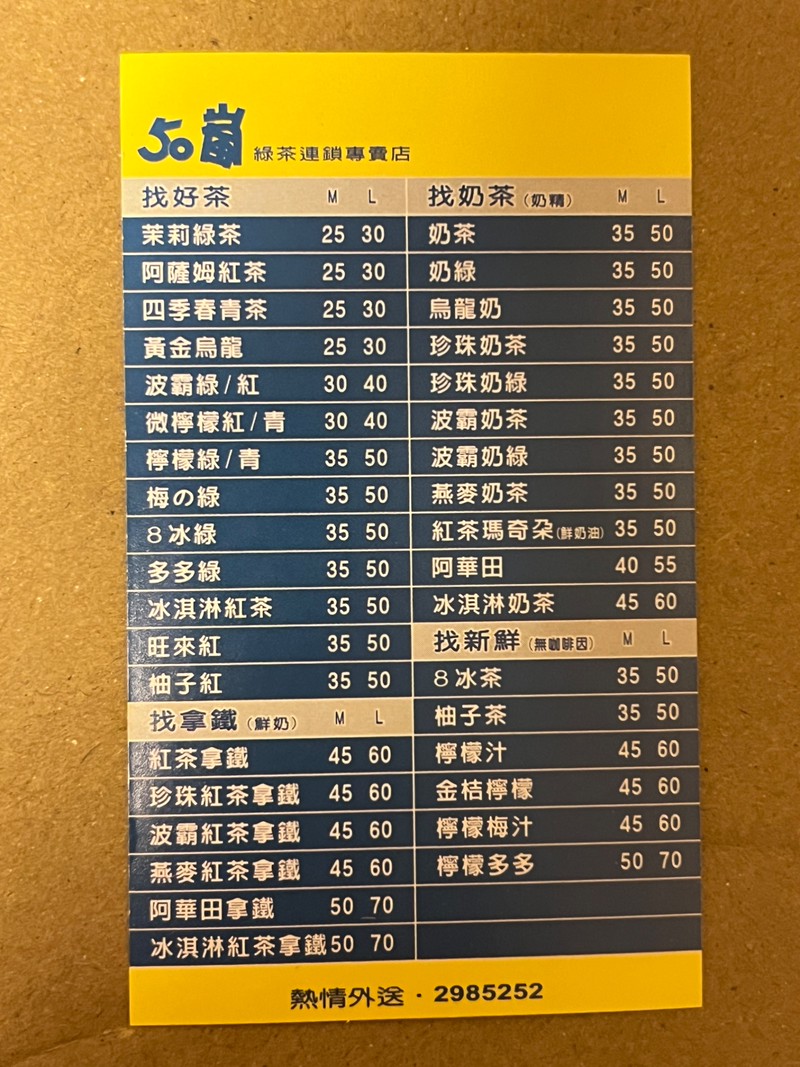 50嵐 綠茶連鎖專賣店
找好茶 M L
茉莉綠茶 25 30
阿薩姆紅茶 25 30
四季春青茶 25 30
黃金烏龍 25 30
波霸綠/紅 30 40
微檸檬紅/青 30 40
檸檬綠/青 35 50
梅の綠 35 50
8冰綠 35 50
多多綠 35 50
冰淇淋紅茶 35 50
旺來紅 35 50
柚子紅 35 50
找拿鐵(鮮奶) M L
紅茶拿鐵 45 60
珍珠紅茶拿鐵 45 60
波霸紅茶拿鐵 45 60
燕麥紅茶拿鐵 45 60
阿華田拿鐵 50 70
冰淇淋紅茶拿鐵 50 70
找奶茶(奶精) M L
奶茶 35 50
奶綠 35 50
烏龍奶 35 50
珍珠奶茶 35 50
珍珠奶綠 35 50
波霸奶茶 35 50
波霸奶綠 35 50
燕麥奶茶 35 50
紅茶瑪奇朵(鮮奶油) 35 50
阿華田 40 55
冰淇淋奶茶 45 60
找新鮮(無咖啡因) M L
8冰茶 35 50
柚子茶 35 50
檸檬汁 45 60
金桔檸檬 45 60
檸檬梅汁 45 60
檸檬多多 50 70
熱情外送・2985252